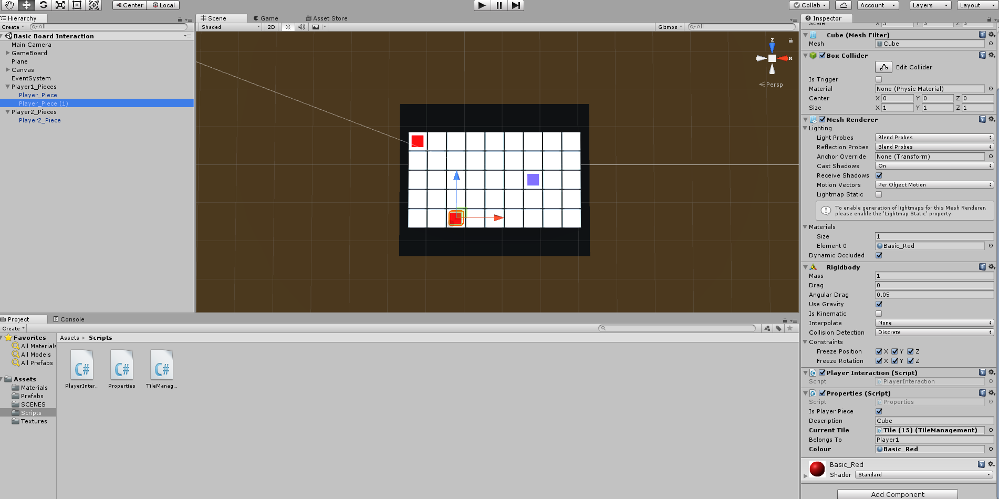 Center Local
Collab Account Layers Layout
Hierarchy
Create All
Basic Board Interaction
Main Camera
GameBoard
Plane
Canvas
EventSystem
Player1_Pieces
Player_Piece
Player_Piece (1)
Player2_Pieces
Player2_Piece
Scene Game Asset Store
Shaded 2D Gizmos All
z
x
Persp
Project Console
Create
Favorites
All Materials
All Models
All Prefabs
Assets
Materials
Prefabs
SCENES
Scripts
Textures
Assets Scripts
C# C# C#
PlayerInter... Properties TileManag...
Inspector
Scale X 3 Y 3 Z 3
Cube (Mesh Filter)
Mesh Cube
Box Collider
Edit Collider
Is Trigger
Material None (Physic Material)
Center X 0 Y 0 Z 0
Size X 1 Y 1 Z 1
Mesh Renderer
Lighting
Light Probes Blend Probes
Reflection Probes Blend Probes
Anchor Override None (Transform)
Cast Shadows On
Receive Shadows
Motion Vectors Per Object Motion
Lightmap Static
To enable generation of lightmaps for this Mesh Renderer,
please enable the 'Lightmap Static' property.
Materials
Size 1
Element 0 Basic_Red
Dynamic Occluded
Rigidbody
Mass 1
Drag 0
Angular Drag 0.05
Use Gravity
Is Kinematic
Interpolate None
Collision Detection Discrete
Constraints
Freeze Position X Y Z
Freeze Rotation X Y Z
Player Interaction (Script)
Script PlayerInteraction
Properties (Script)
Script Properties
Is Player Piece
Description Cube
Current Tile Tile (15) (TileManagement)
Belongs To Player1
Colour Basic_Red
Basic_Red
Shader Standard
Add Component